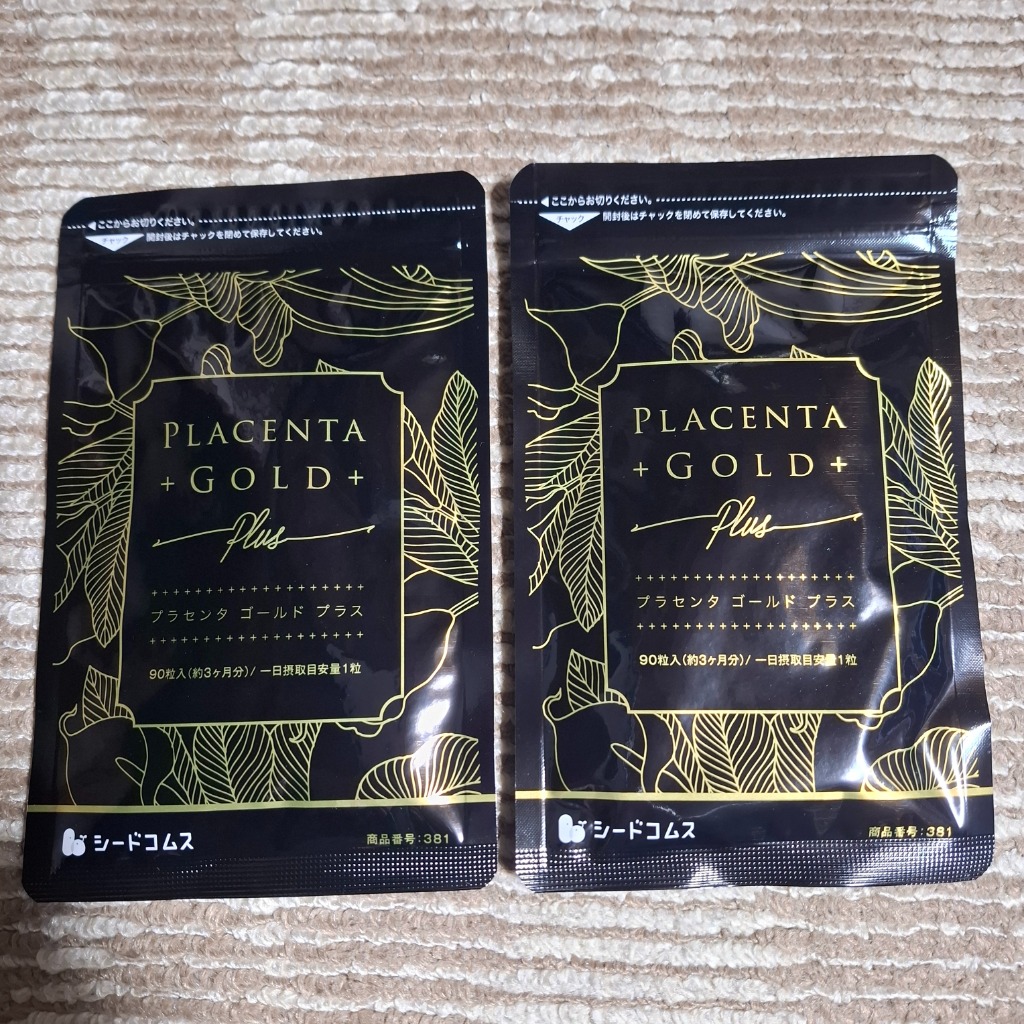 ここからお切りください。
チャック 開封後はチャックを閉めて保存してください。
PLACENTA
+ GOLD +
Plus
プラセンタ ゴールド プラス
90粒入(約3ヶ月分)/一日摂取目安量1粒
シードコムス
商品番号:381
ここからお切りください。
チャック 開封後はチャックを閉めて保存してください。
PLACENTA
+ GOLD +
Plus
プラセンタ ゴールド プラス
90粒入(約3ヶ月分)/一日摂取目安量1粒
シードコムス
商品番号:381